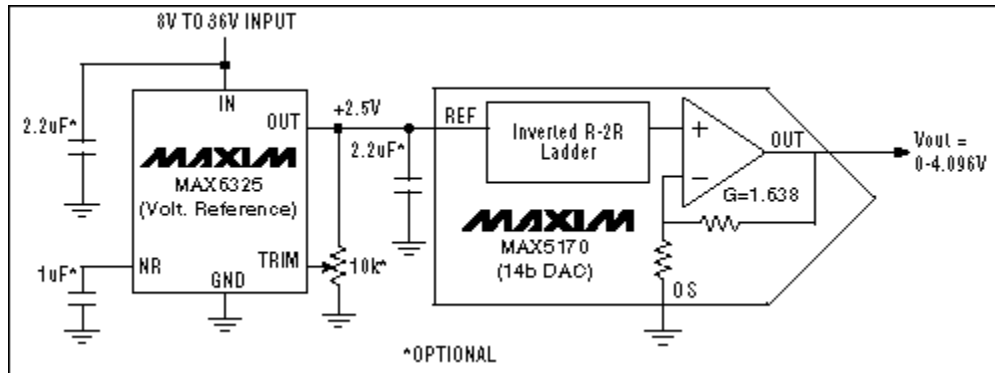 8V TO 36V INPUT
IN
2.2uF*
OUT
+2.5V
MAXIM
MAX6325
(Volt. Reference)
2.2uF*
NR
1uF*
TRIM
10k*
GND
REF
Inverted R-2R
Ladder
+
−
OUT
G=1.638
MAXIM
MAX5170
(14b DAC)
OS
Vout =
0-4.096V
*OPTIONAL